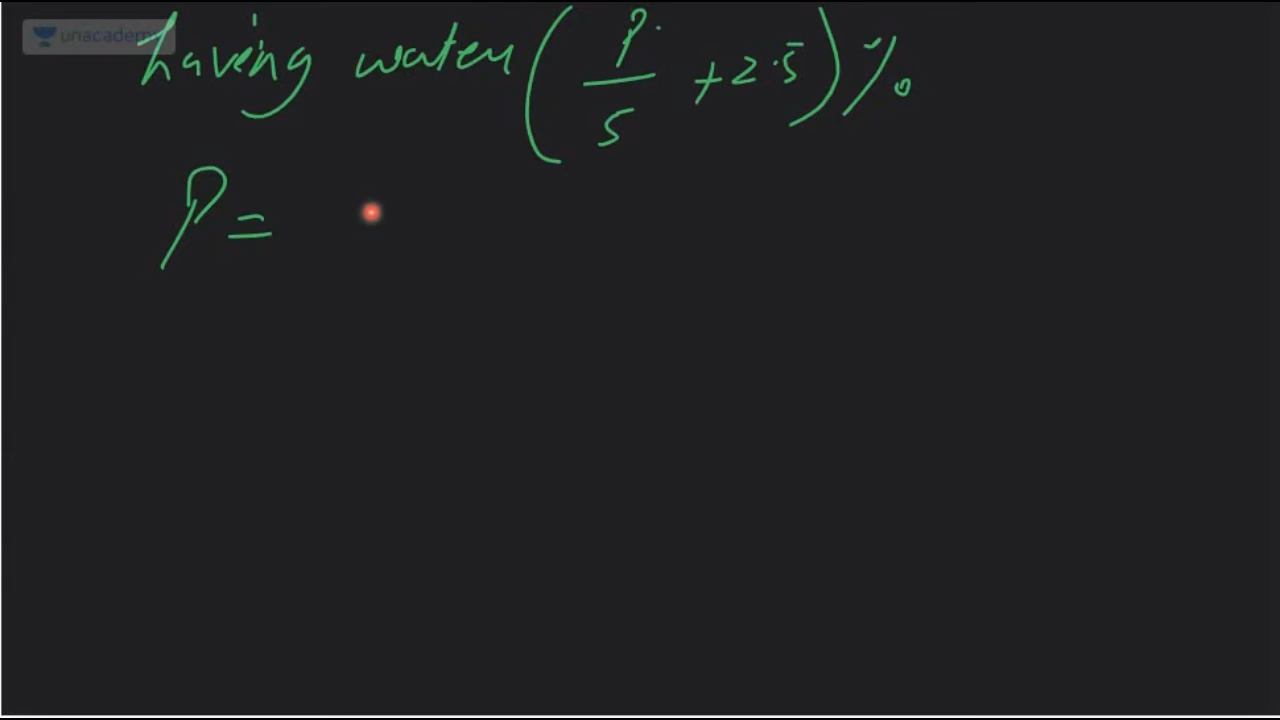 unacademy
having water (P/5 + 2.5) %
P =